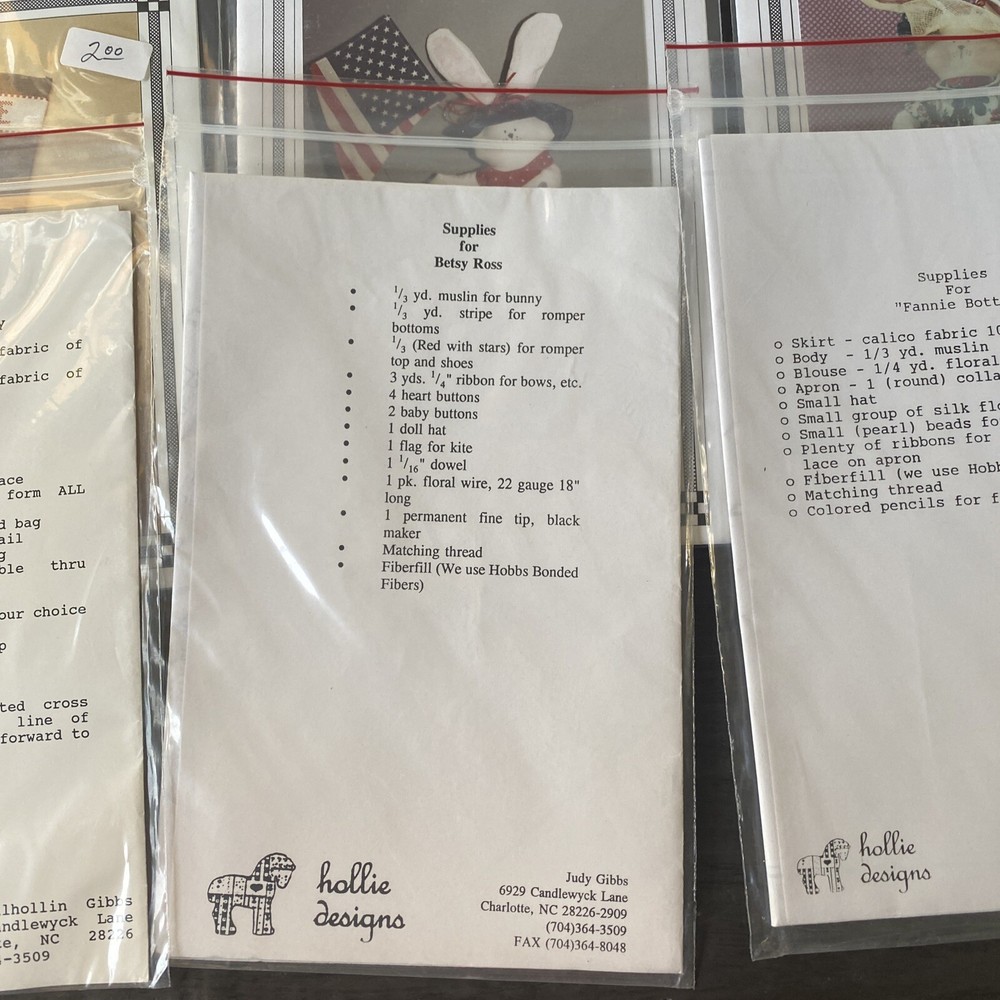 2.00
Y
fabric of
fabric of
form ALL
d bag
ble thru
our choice
p
ted cross
line of
forward to
Gibbs
Lane
NC 28226
-3509
Supplies
for
Betsy Ross
• 1/3 yd. muslin for bunny
• 1/3 yd. stripe for romper
bottoms
• 1/3 (Red with stars) for romper
top and shoes
• 3 yds. 1/4" ribbon for bows, etc.
• 4 heart buttons
• 2 baby buttons
• 1 doll hat
• 1 flag for kite
• 1 1/16" dowel
• 1 pk. floral wire, 22 gauge 18"
long
• 1 permanent fine tip, black
maker
• Matching thread
• Fiberfill (We use Hobbs Bonded
Fibers)
hollie
designs
Judy Gibbs
6929 Candlewyck Lane
Charlotte, NC 28226-2909
(704)364-3509
FAX (704)364-8048
Supplies
For
"Fannie Bott
o Skirt - calico fabric 10
o Body - 1/3 yd. muslin
o Blouse - 1/4 yd. floral
o Apron - 1 (round) colla
o Small hat
o Small group of silk flo
o Small (pearl) beads fo
o Plenty of ribbons for
lace on apron
o Fiberfill (we use Hobb
o Matching thread
o Colored pencils for f
hollie
designs